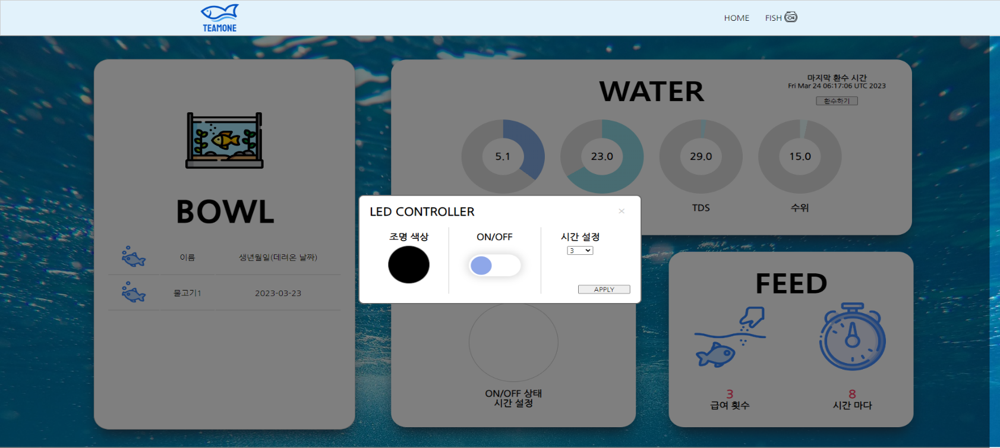 TEAMONE
HOME
FISH
BOWL
이름
생년월일(데려온 날짜)
물고기1
2023-03-23
WATER
마지막 환수 시간
Fri Mar 24 06:17:06 UTC 2023
환수하기
5.1
23.0
29.0
15.0
TDS
수위
LED CONTROLLER
×
조명 색상
ON/OFF
시간 설정
3
APPLY
ON/OFF 상태
시간 설정
FEED
3
급여 횟수
8
시간 마다